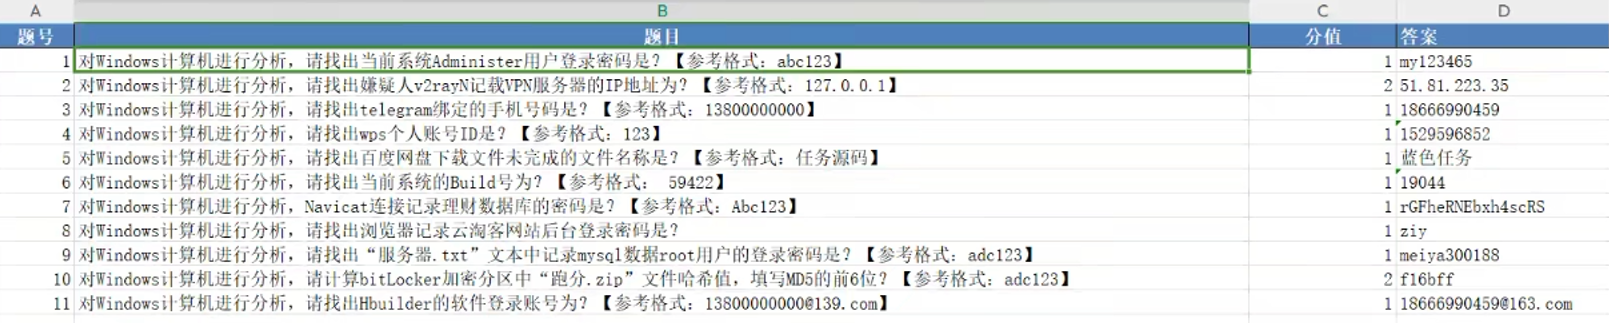 A B C D
题号 题目 分值 答案
1 对Windows计算机进行分析，请找出当前系统Administer用户登录密码是？【参考格式：abc123】 1 my123465
2 对Windows计算机进行分析，请找出嫌疑人v2rayN记载VPN服务器的IP地址为？【参考格式：127.0.0.1】 2 51.81.223.35
3 对Windows计算机进行分析，请找出telegram绑定的手机号码是？【参考格式：13800000000】 1 18666990459
4 对Windows计算机进行分析，请找出wps个人账号ID是？【参考格式：123】 1 1529596852
5 对Windows计算机进行分析，请找出百度网盘下载文件未完成的文件名称是？【参考格式：任务源码】 1 蓝色任务
6 对Windows计算机进行分析，请找出当前系统的Build号为？【参考格式： 59422】 1 19044
7 对Windows计算机进行分析，Navicat连接记录理财数据库的密码是？【参考格式：Abc123】 1 rGFheRNEbxh4scRS
8 对Windows计算机进行分析，请找出浏览器记录云淘客网站后台登录密码是？ 1 ziy
9 对Windows计算机进行分析，请找出“服务器.txt”文本中记录mysql数据root用户的登录密码是？【参考格式：adc123】 1 meiya300188
10 对Windows计算机进行分析，请计算bitLocker加密分区中“跑分.zip”文件哈希值，填写MD5的前6位？【参考格式：adc123】 2 f16bff
11 对Windows计算机进行分析，请找出Hbuilder的软件登录账号为？【参考格式：13800000000@139.com】 1 18666990459@163.com